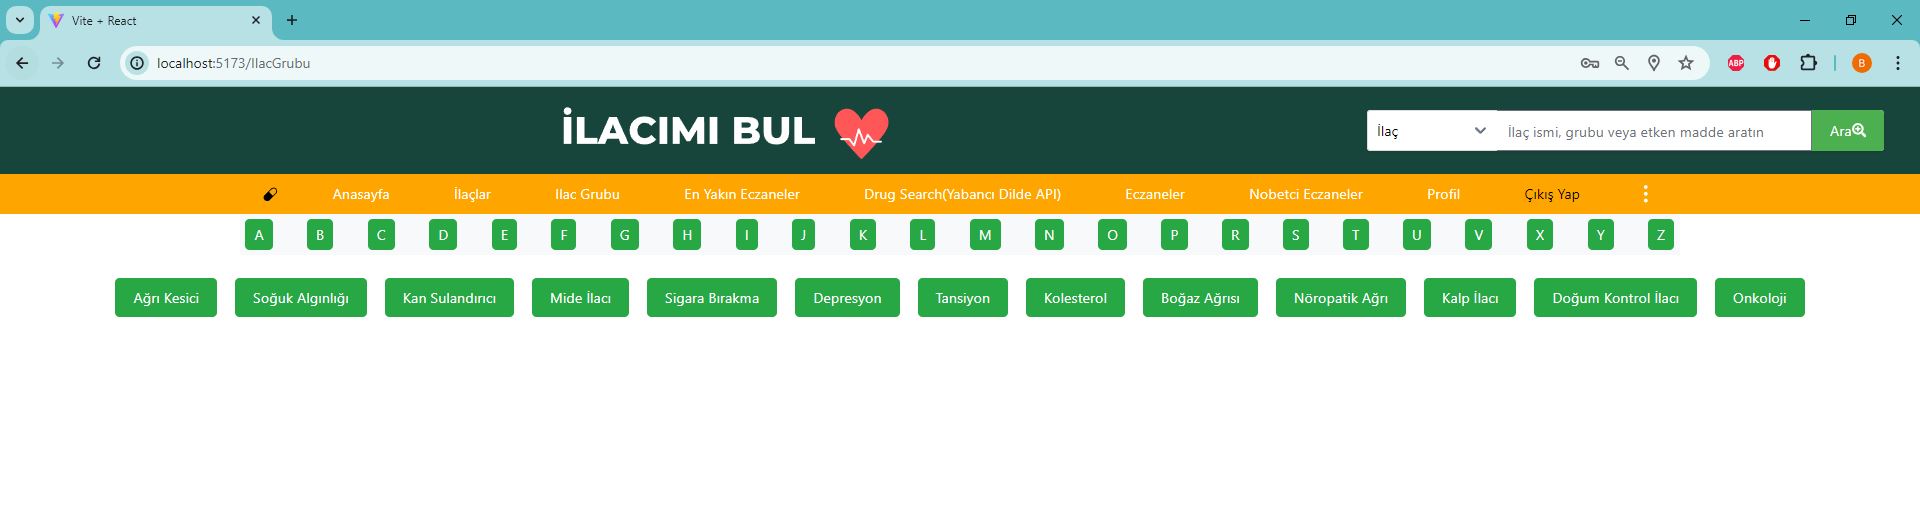 Vite + React
localhost:5173/IlacGrubu
ABP
B
İLACIMI BUL
İlaç
İlaç ismi, grubu veya etken madde aratın
Ara
Anasayfa İlaçlar Ilac Grubu En Yakın Eczaneler Drug Search(Yabancı Dilde API) Eczaneler Nobetci Eczaneler Profil Çıkış Yap
A B C D E F G H I J K L M N O P R S T U V X Y Z
Ağrı Kesici Soğuk Algınlığı Kan Sulandırıcı Mide İlacı Sigara Bırakma Depresyon Tansiyon Kolesterol Boğaz Ağrısı Nöropatik Ağrı Kalp İlacı Doğum Kontrol İlacı Onkoloji